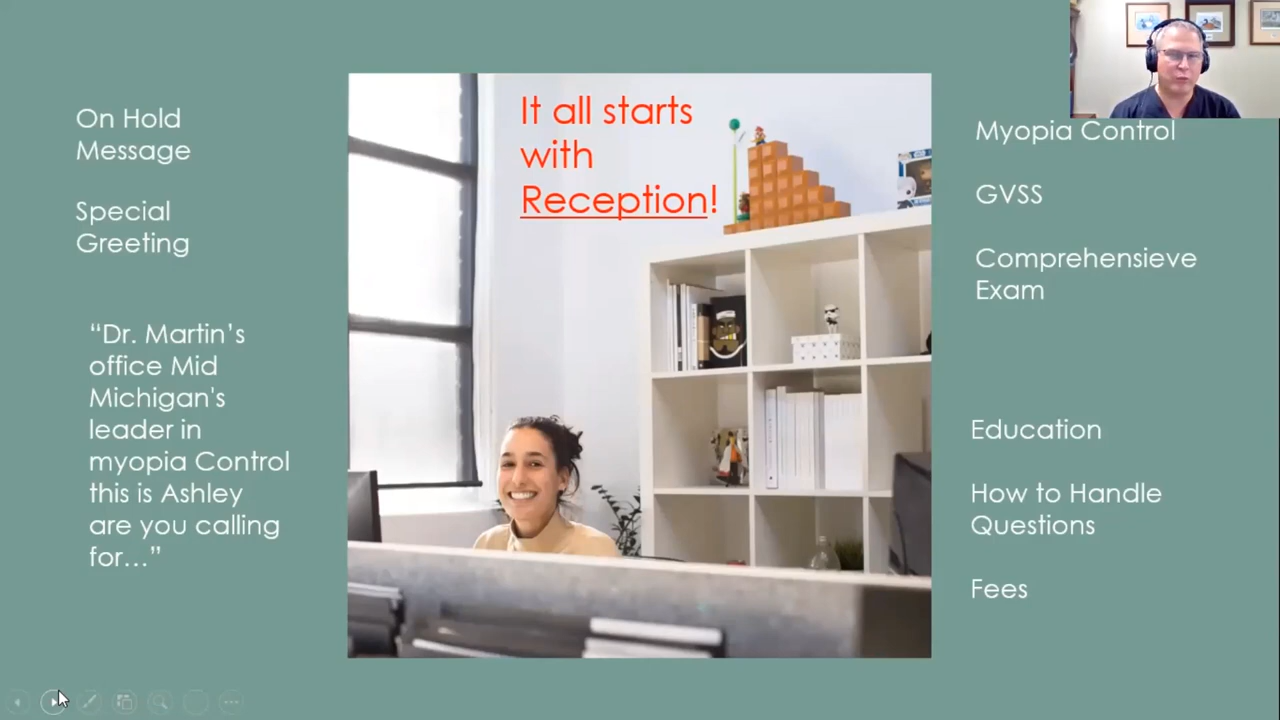 On Hold
Message
Special
Greeting
“Dr. Martin’s
office Mid
Michigan's
leader in
myopia Control
this is Ashley
are you calling
for…”
It all starts
with
Reception!
Myopia Control
GVSS
Comprehensieve
Exam
Education
How to Handle
Questions
Fees